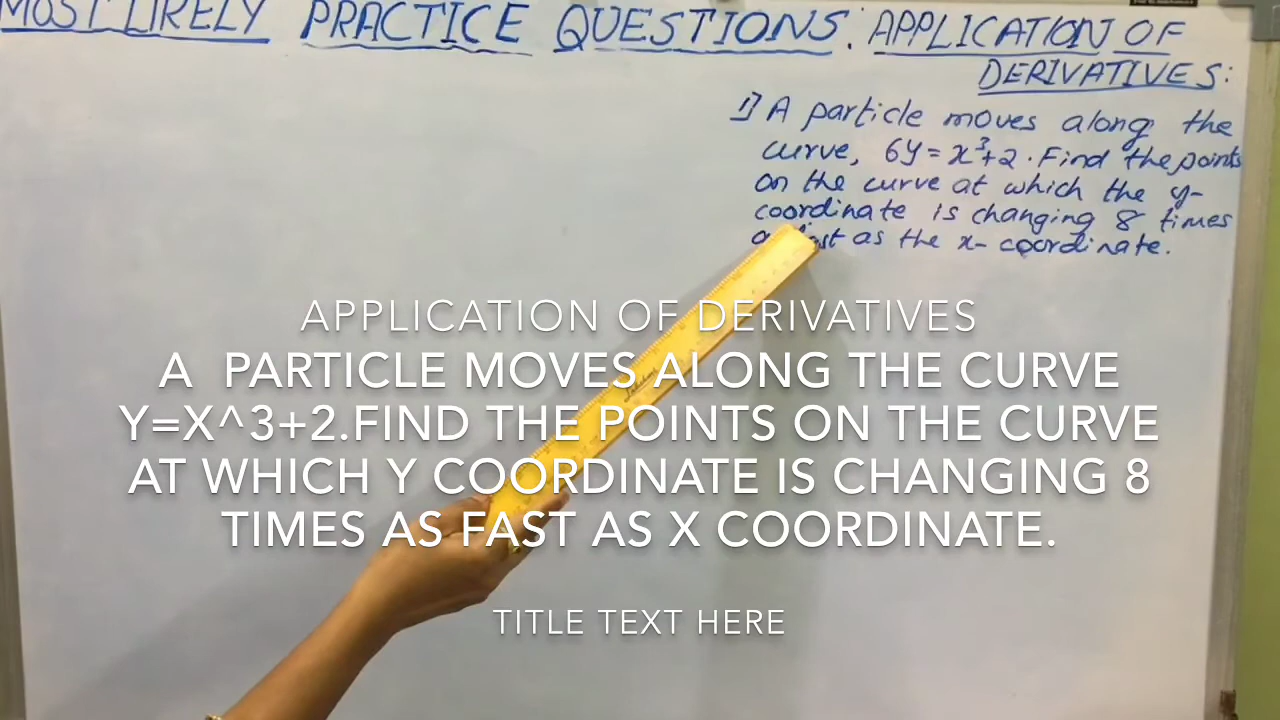 MOST LIKELY PRACTICE QUESTIONS: APPLICATION OF
DERIVATIVES:
1] A particle moves along the
curve, 6y = x³+2. Find the points
on the curve at which the y-
coordinate is changing 8 times
as fast as the x- coordinate.
APPLICATION OF DERIVATIVES
A PARTICLE MOVES ALONG THE CURVE
Y=X^3+2.FIND THE POINTS ON THE CURVE
AT WHICH Y COORDINATE IS CHANGING 8
TIMES AS FAST AS X COORDINATE.
TITLE TEXT HERE